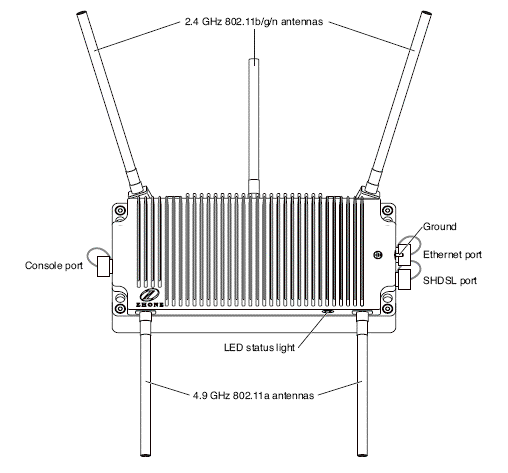 2.4 GHz 802.11b/g/n antennas
Ground
Ethernet port
Console port
SHDSL port
ZHONE
LED status light
4.9 GHz 802.11a antennas